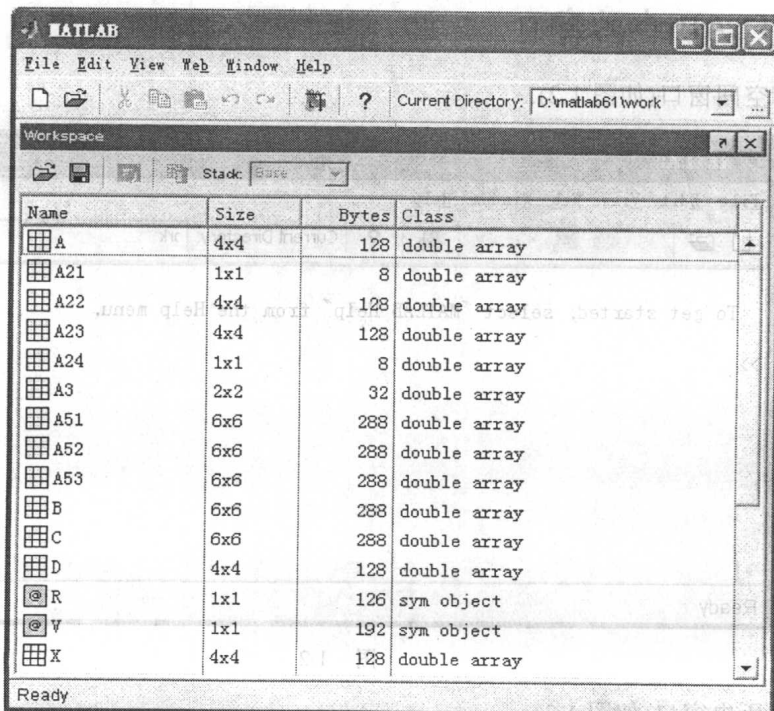 MATLAB
File Edit View Web Window Help
? Current Directory: D:\matlab61\work
Workspace
Stack: Base
Name Size Bytes Class
A 4x4 128 double array
A21 1x1 8 double array
A22 4x4 128 double array
A23 4x4 128 double array
A24 1x1 8 double array
A3 2x2 32 double array
A51 6x6 288 double array
A52 6x6 288 double array
A53 6x6 288 double array
B 6x6 288 double array
C 6x6 288 double array
D 4x4 128 double array
R 1x1 126 sym object
V 1x1 192 sym object
X 4x4 128 double array
Ready